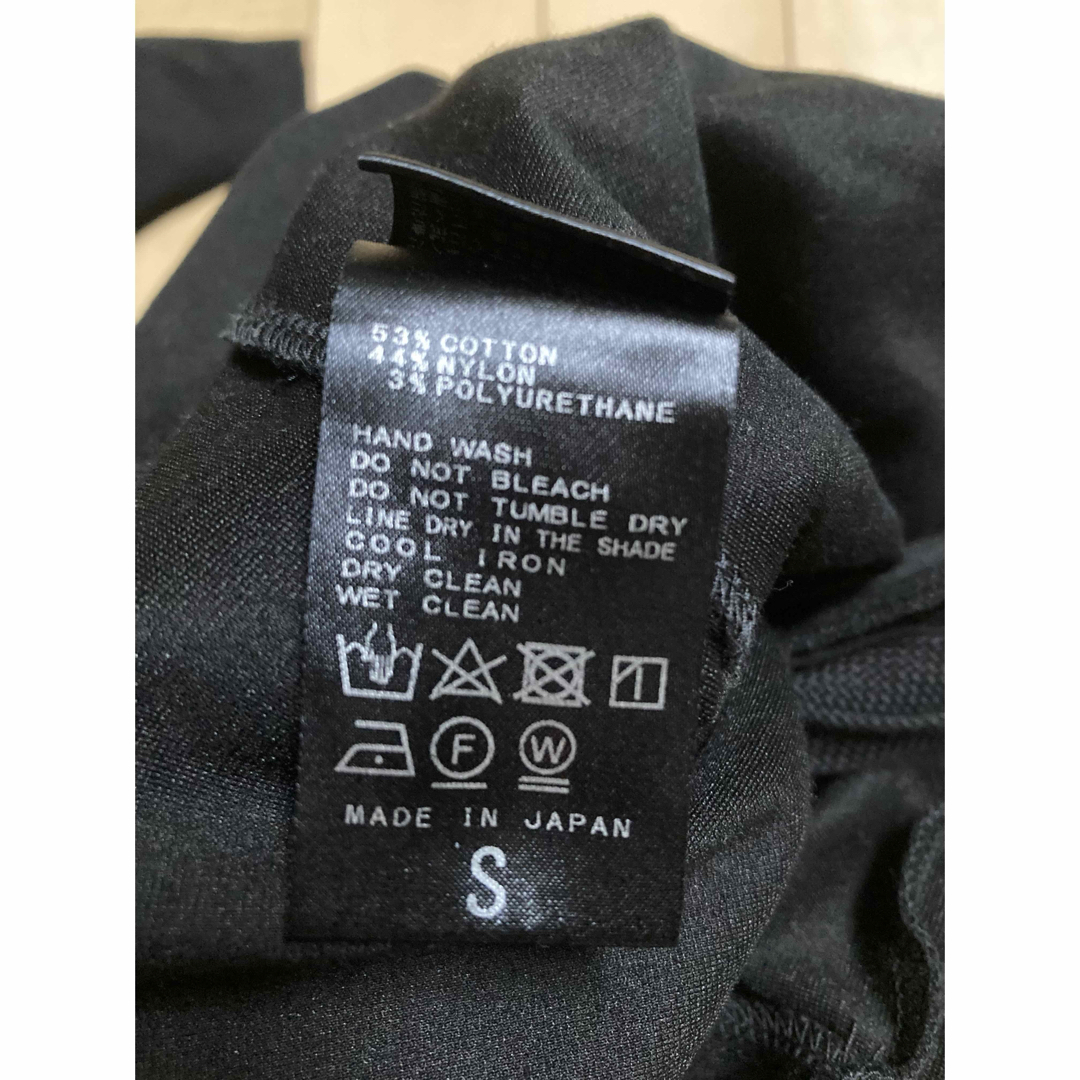 53% COTTON
44% NYLON
3% POLYURETHANE
HAND WASH
DO NOT BLEACH
DO NOT TUMBLE DRY
LINE DRY IN THE SHADE
COOL IRON
DRY CLEAN
WET CLEAN
F W
MADE IN JAPAN
S